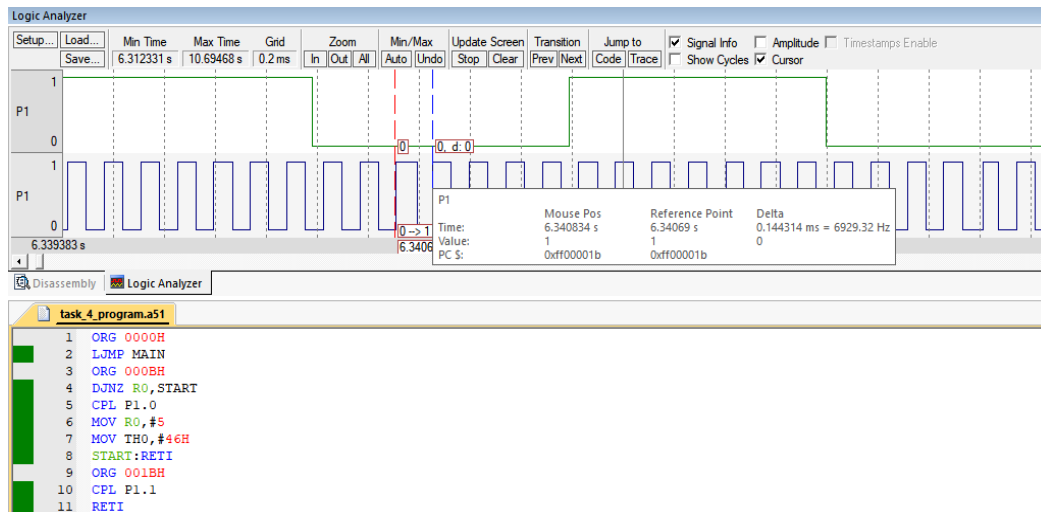 Logic Analyzer
Setup... Load... Min Time Max Time Grid Zoom Min/Max Update Screen Transition Jump to Signal Info Amplitude Timestamps Enable
Save... 6.312331 s 10.69468 s 0.2 ms In Out All Auto Undo Stop Clear Prev Next Code Trace Show Cycles Cursor
1
P1
0
0 0, d: 0
1
P1
0
0 --> 1
6.339383 s 6.3406
P1
Mouse Pos Reference Point Delta
Time: 6.340834 s 6.34069 s 0.144314 ms = 6929.32 Hz
Value: 1 1 0
PC $: 0xff00001b 0xff00001b
Disassembly Logic Analyzer
task_4_program.a51
1 ORG 0000H
2 LJMP MAIN
3 ORG 000BH
4 DJNZ R0,START
5 CPL P1.0
6 MOV R0,#5
7 MOV TH0,#46H
8 START:RETI
9 ORG 001BH
10 CPL P1.1
11 RETI